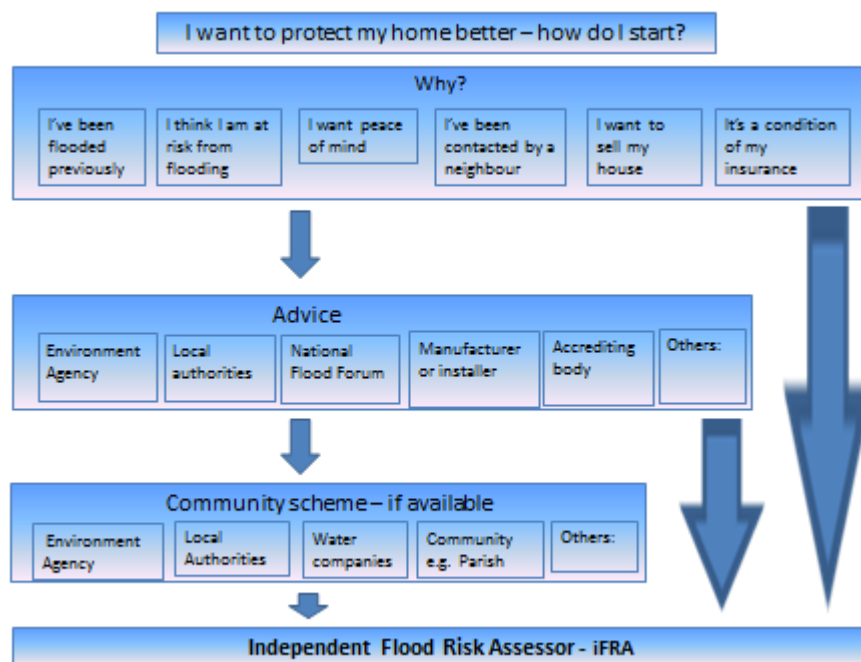 I want to protect my home better – how do I start?
Why?
I've been
flooded
previously
I think I am at
risk from
flooding
I want peace
of mind
I've been
contacted by a
neighbour
I want to
sell my
house
It's a condition
of my
insurance
Advice
Environment
Agency
Local
authorities
National
Flood Forum
Manufacturer
or installer
Accrediting
body
Others:
Community scheme – if available
Environment
Agency
Local
Authorities
Water
companies
Community
e.g. Parish
Others:
Independent Flood Risk Assessor - iFRA